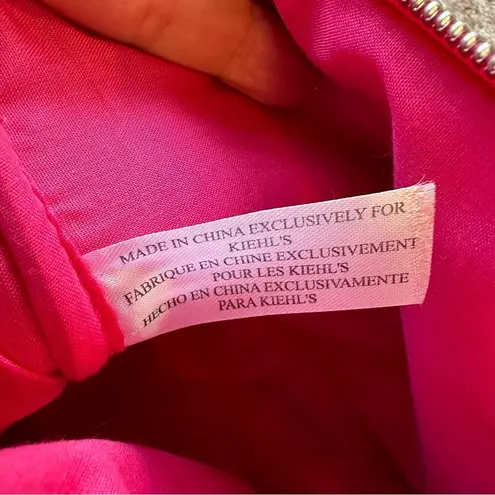 MADE IN CHINA EXCLUSIVELY FOR
KIEHL'S
FABRIQUE EN CHINE EXCLUSIVEMENT
POUR LES KIEHL'S
HECHO EN CHINA EXCLUSIVAMENTE
PARA KIEHL'S